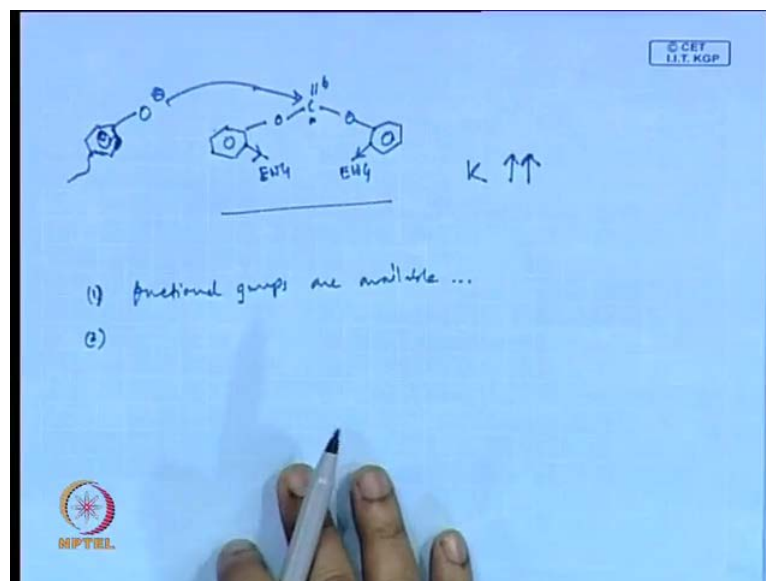 © CET
I.I.T. KGP
O ⊖
O C O
EWG EWG
K ↑↑
(1) functional groups are available ...
(2)
NPTEL